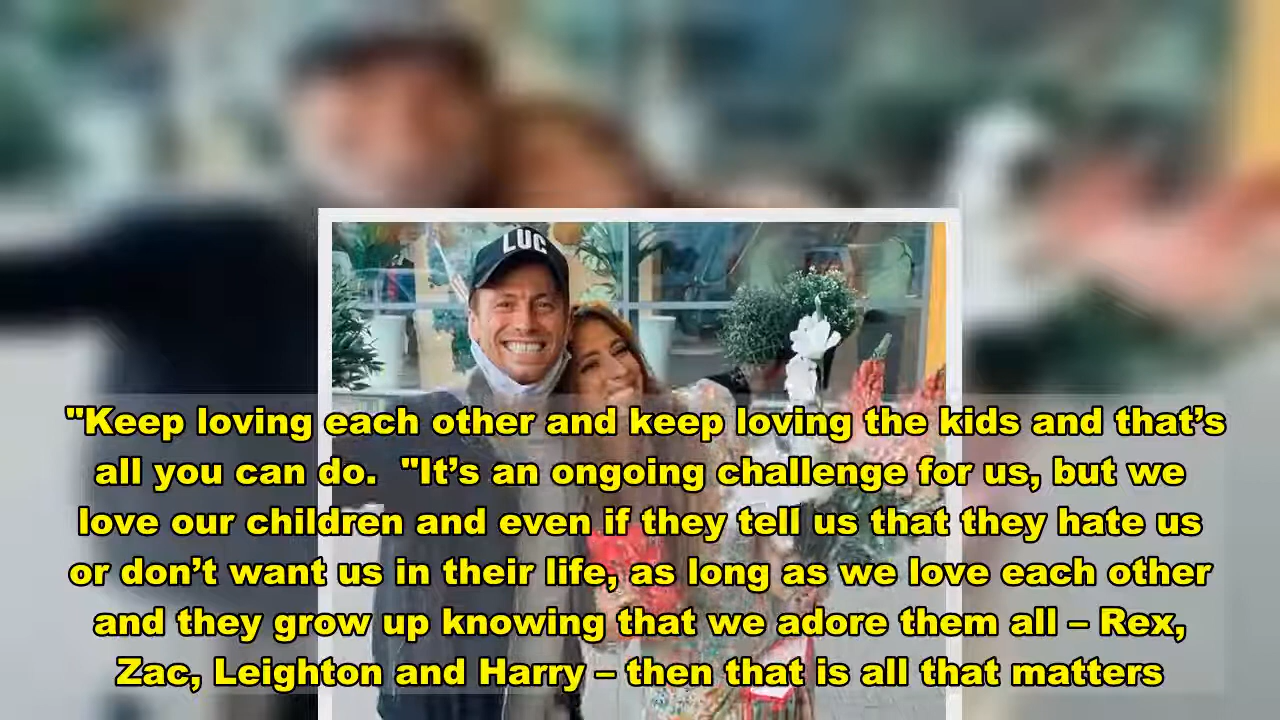 LUC
"Keep loving each other and keep loving the kids and that’s
all you can do.  "It’s an ongoing challenge for us, but we
love our children and even if they tell us that they hate us
or don’t want us in their life, as long as we love each other
and they grow up knowing that we adore them all – Rex,
Zac, Leighton and Harry – then that is all that matters